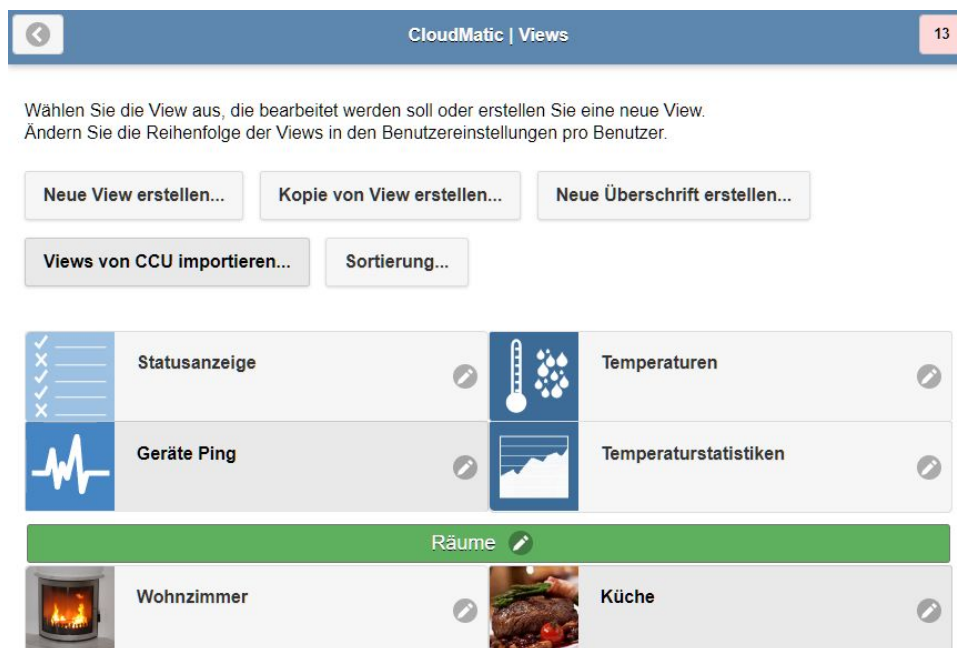 CloudMatic | Views
13
Wählen Sie die View aus, die bearbeitet werden soll oder erstellen Sie eine neue View.
Ändern Sie die Reihenfolge der Views in den Benutzereinstellungen pro Benutzer.
Neue View erstellen...
Kopie von View erstellen...
Neue Überschrift erstellen...
Views von CCU importieren...
Sortierung...
Statusanzeige
Temperaturen
Geräte Ping
Temperaturstatistiken
Räume
Wohnzimmer
Küche